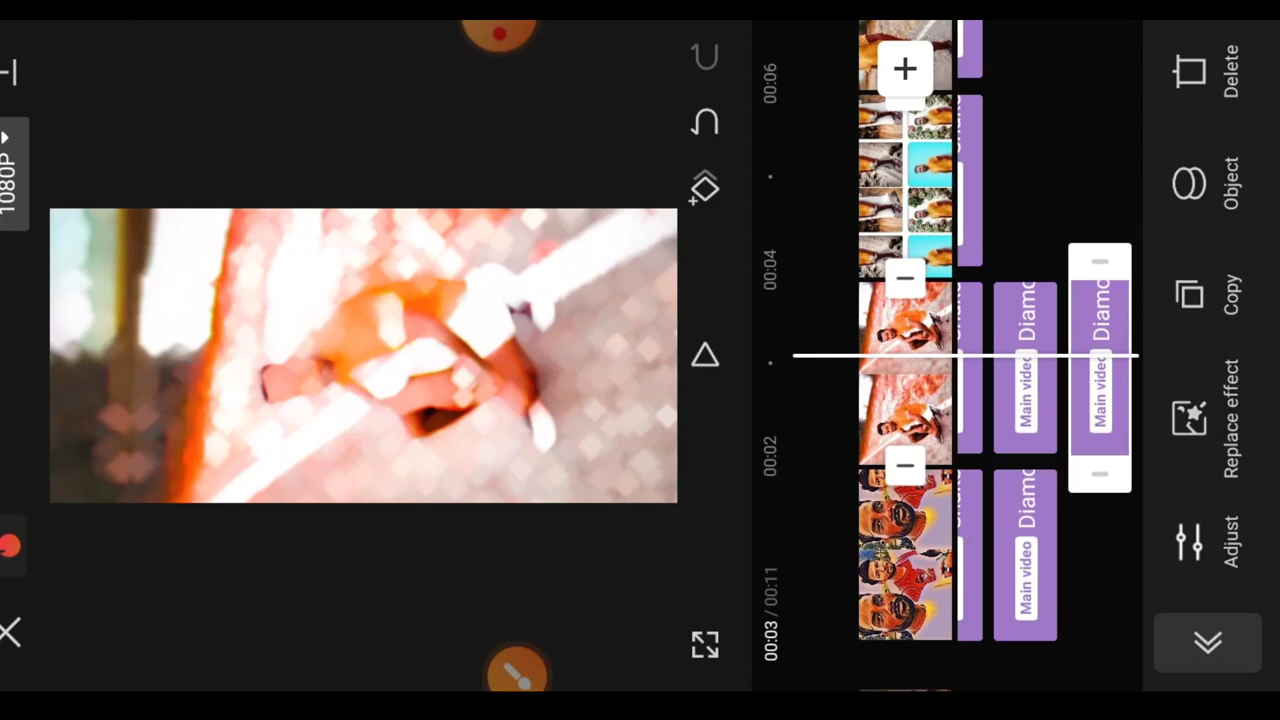 1080P
00:03 / 00:11
00:02
00:04
00:06
Main video Diamo
Main video Diamo
Main video Diamo
Adjust
Replace effect
Copy
Object
Delete